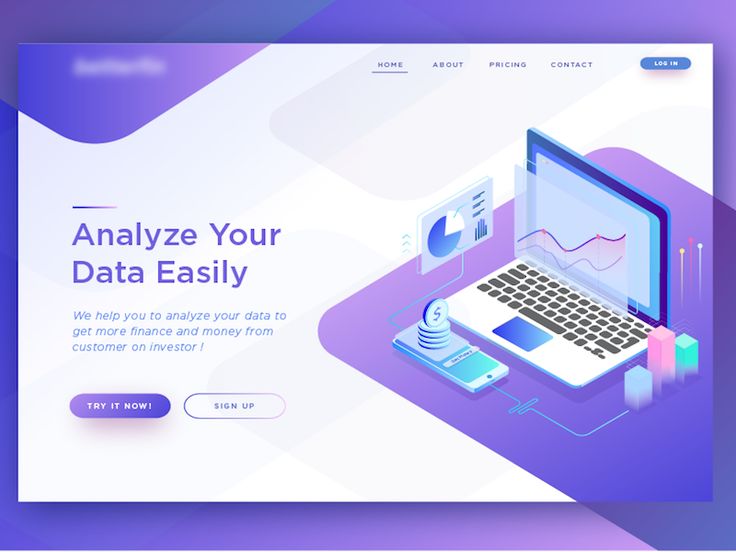 HOME
ABOUT
PRICING
CONTACT
LOG IN
Analyze Your
Data Easily
We help you to analyze your data to
get more finance and money from
customer on investor !
TRY IT NOW!
SIGN UP
$